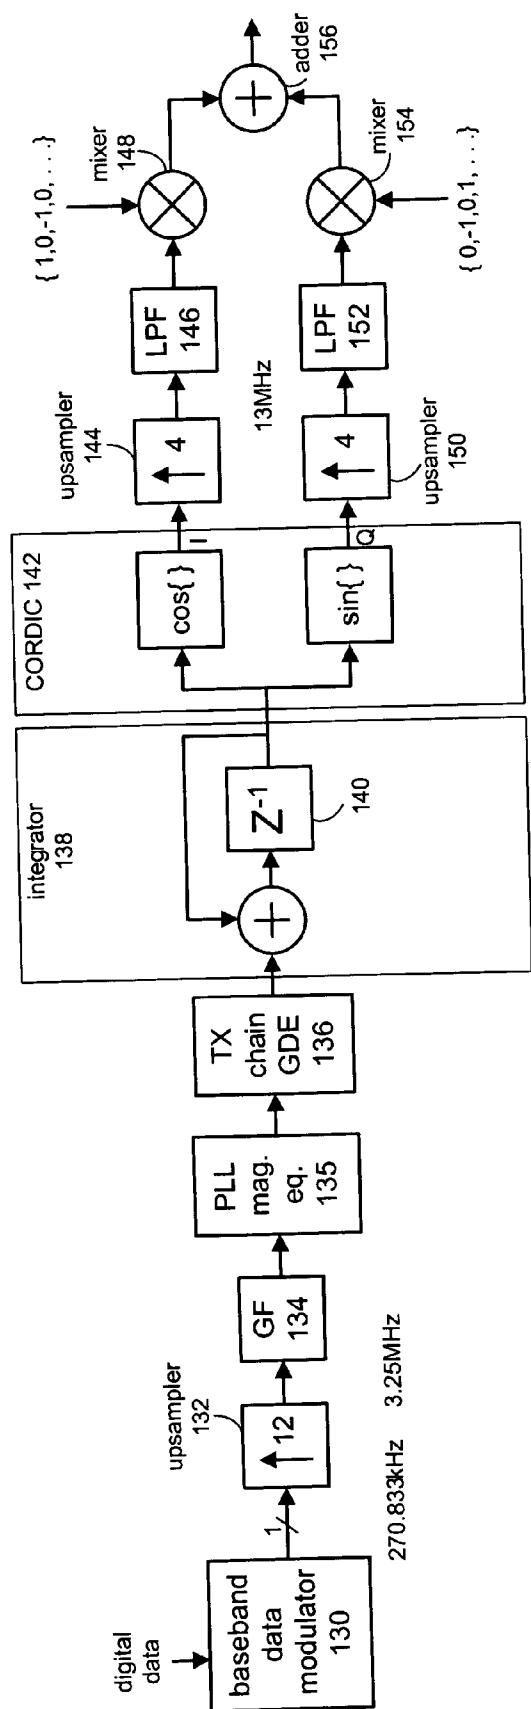 digital
data
baseband
data
modulator
130
1
270.833kHz
upsampler
132
12
3.25MHz
GF
134
PLL
mag.
eq.
135
TX
chain
GDE
136
integrator
138
+
Z-1
140
CORDIC 142
cos{ }
I
sin{ }
Q
upsampler
144
4
13MHz
4
upsampler
150
LPF
146
LPF
152
{ 1,0,-1,0, . . .}
mixer
148
{ 0,-1,0,1, . . .}
mixer
154
+
adder
156